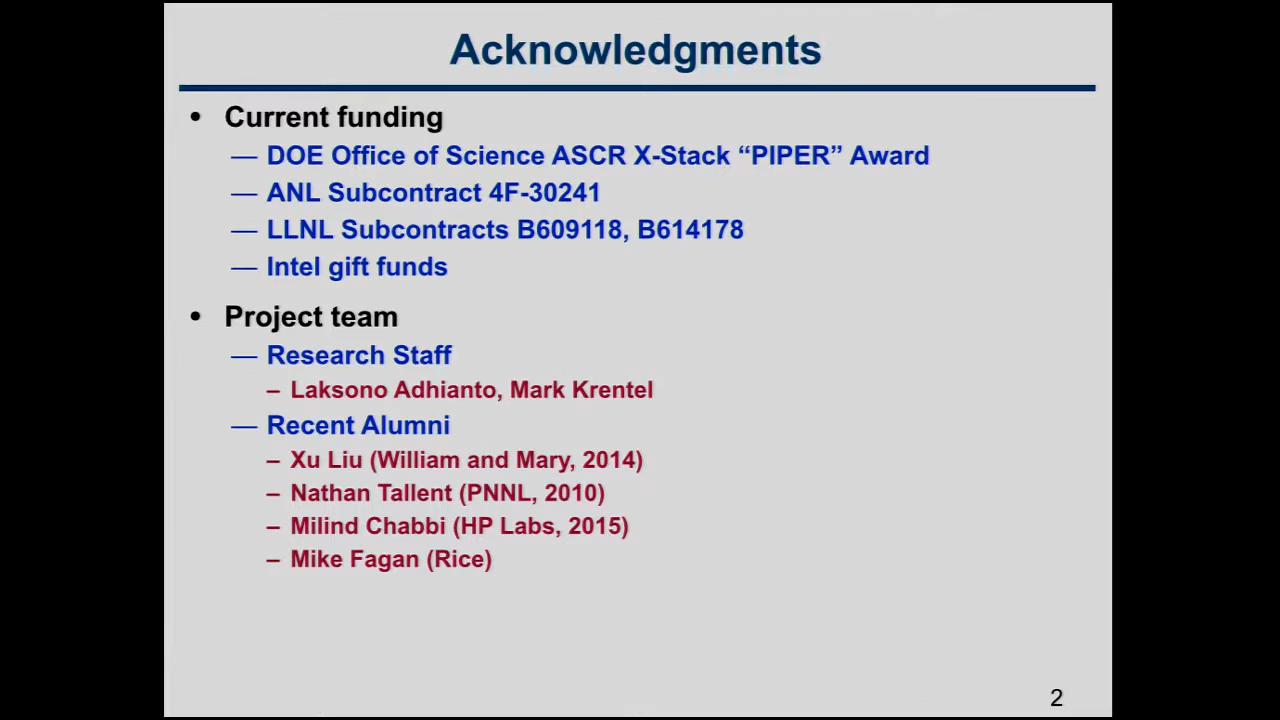 Acknowledgments
• Current funding
— DOE Office of Science ASCR X-Stack “PIPER” Award
— ANL Subcontract 4F-30241
— LLNL Subcontracts B609118, B614178
— Intel gift funds
• Project team
— Research Staff
– Laksono Adhianto, Mark Krentel
— Recent Alumni
– Xu Liu (William and Mary, 2014)
– Nathan Tallent (PNNL, 2010)
– Milind Chabbi (HP Labs, 2015)
– Mike Fagan (Rice)
2